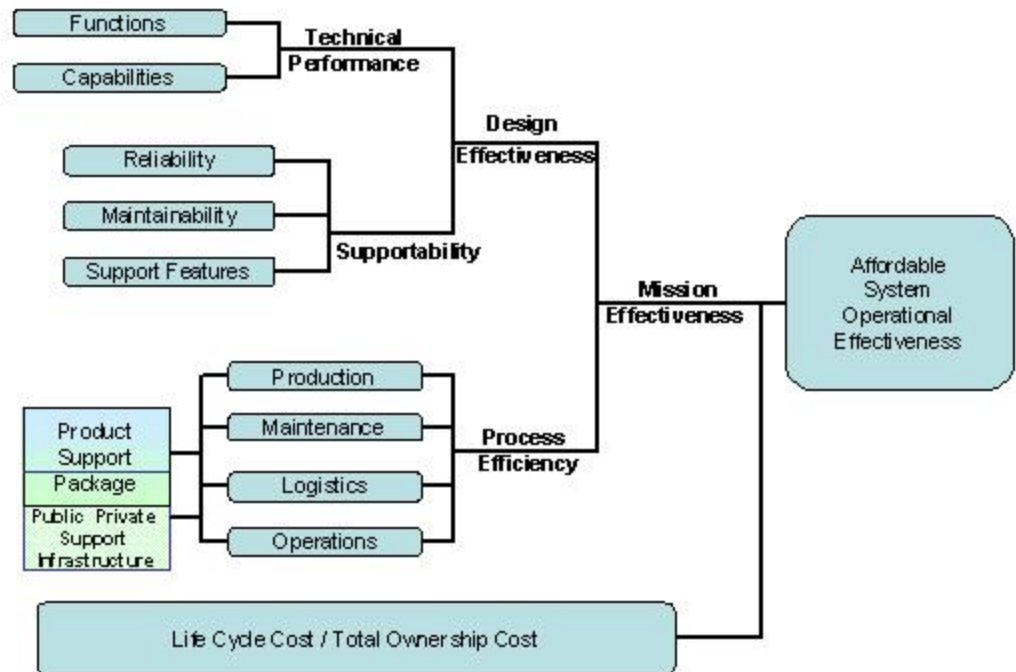 Functions
Technical
Performance
Capabilities
Design
Effectiveness
Reliability
Maintainability
Supportability
Support Features
Mission
Effectiveness
Affordable
System
Operational
Effectiveness
Production
Maintenance
Process
Efficiency
Logistics
Operations
Product
Support
Package
Public Private
Support
Infrastructure
Life Cycle Cost / Total Ownership Cost